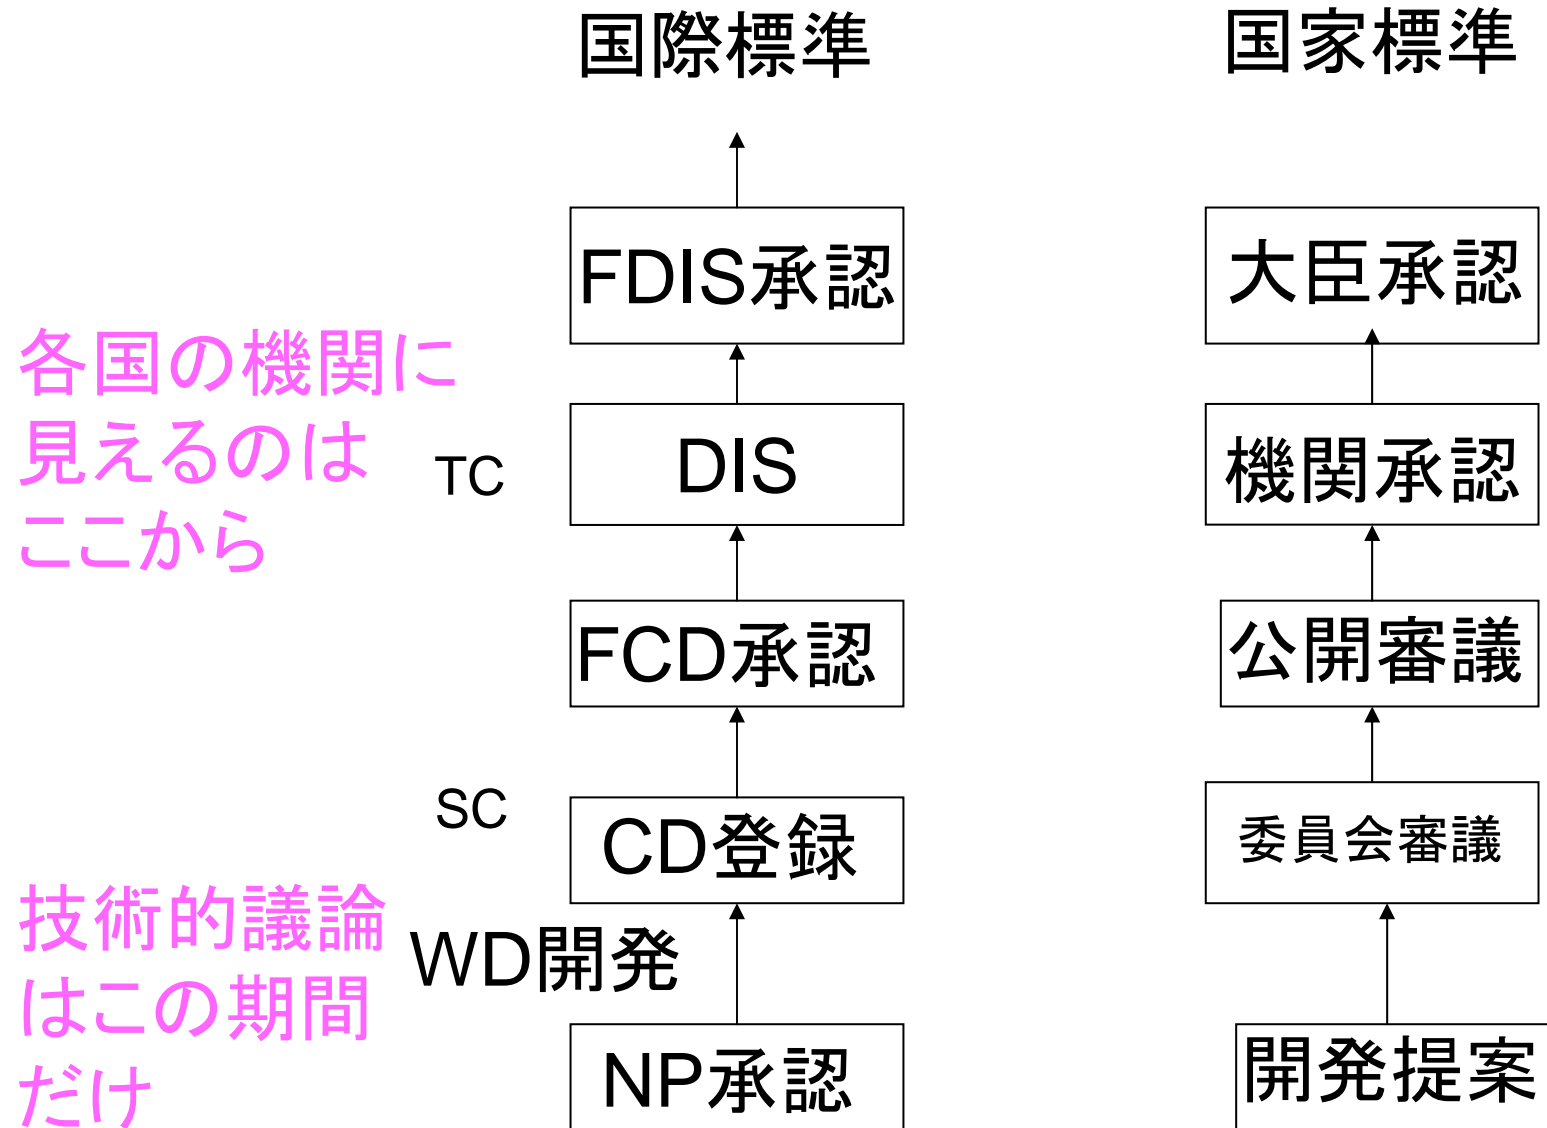 国際標準
国家標準
FDIS承認
大臣承認
各国の機関に
見えるのは
ここから
TC
DIS
機関承認
FCD承認
公開審議
SC
CD登録
委員会審議
技術的議論
はこの期間
だけ
WD開発
NP承認
開発提案